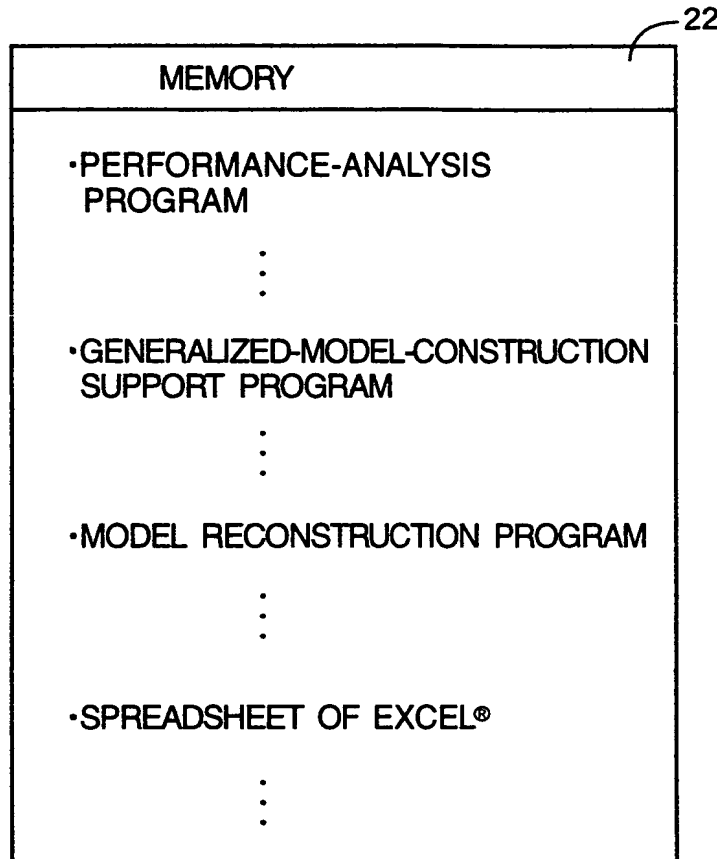 22
MEMORY
·PERFORMANCE-ANALYSIS
PROGRAM
·GENERALIZED-MODEL-CONSTRUCTION
SUPPORT PROGRAM
·MODEL RECONSTRUCTION PROGRAM
·SPREADSHEET OF EXCEL®